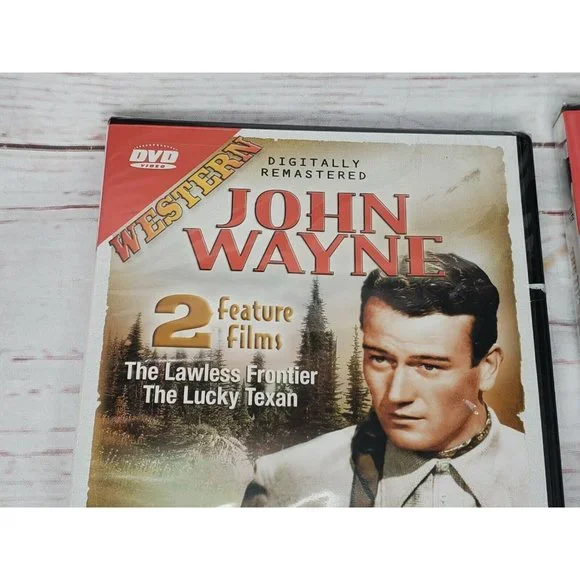 DVD
VIDEO
WESTERN
DIGITALLY
REMASTERED
JOHN
WAYNE
2 Feature
Films
The Lawless Frontier
The Lucky Texan